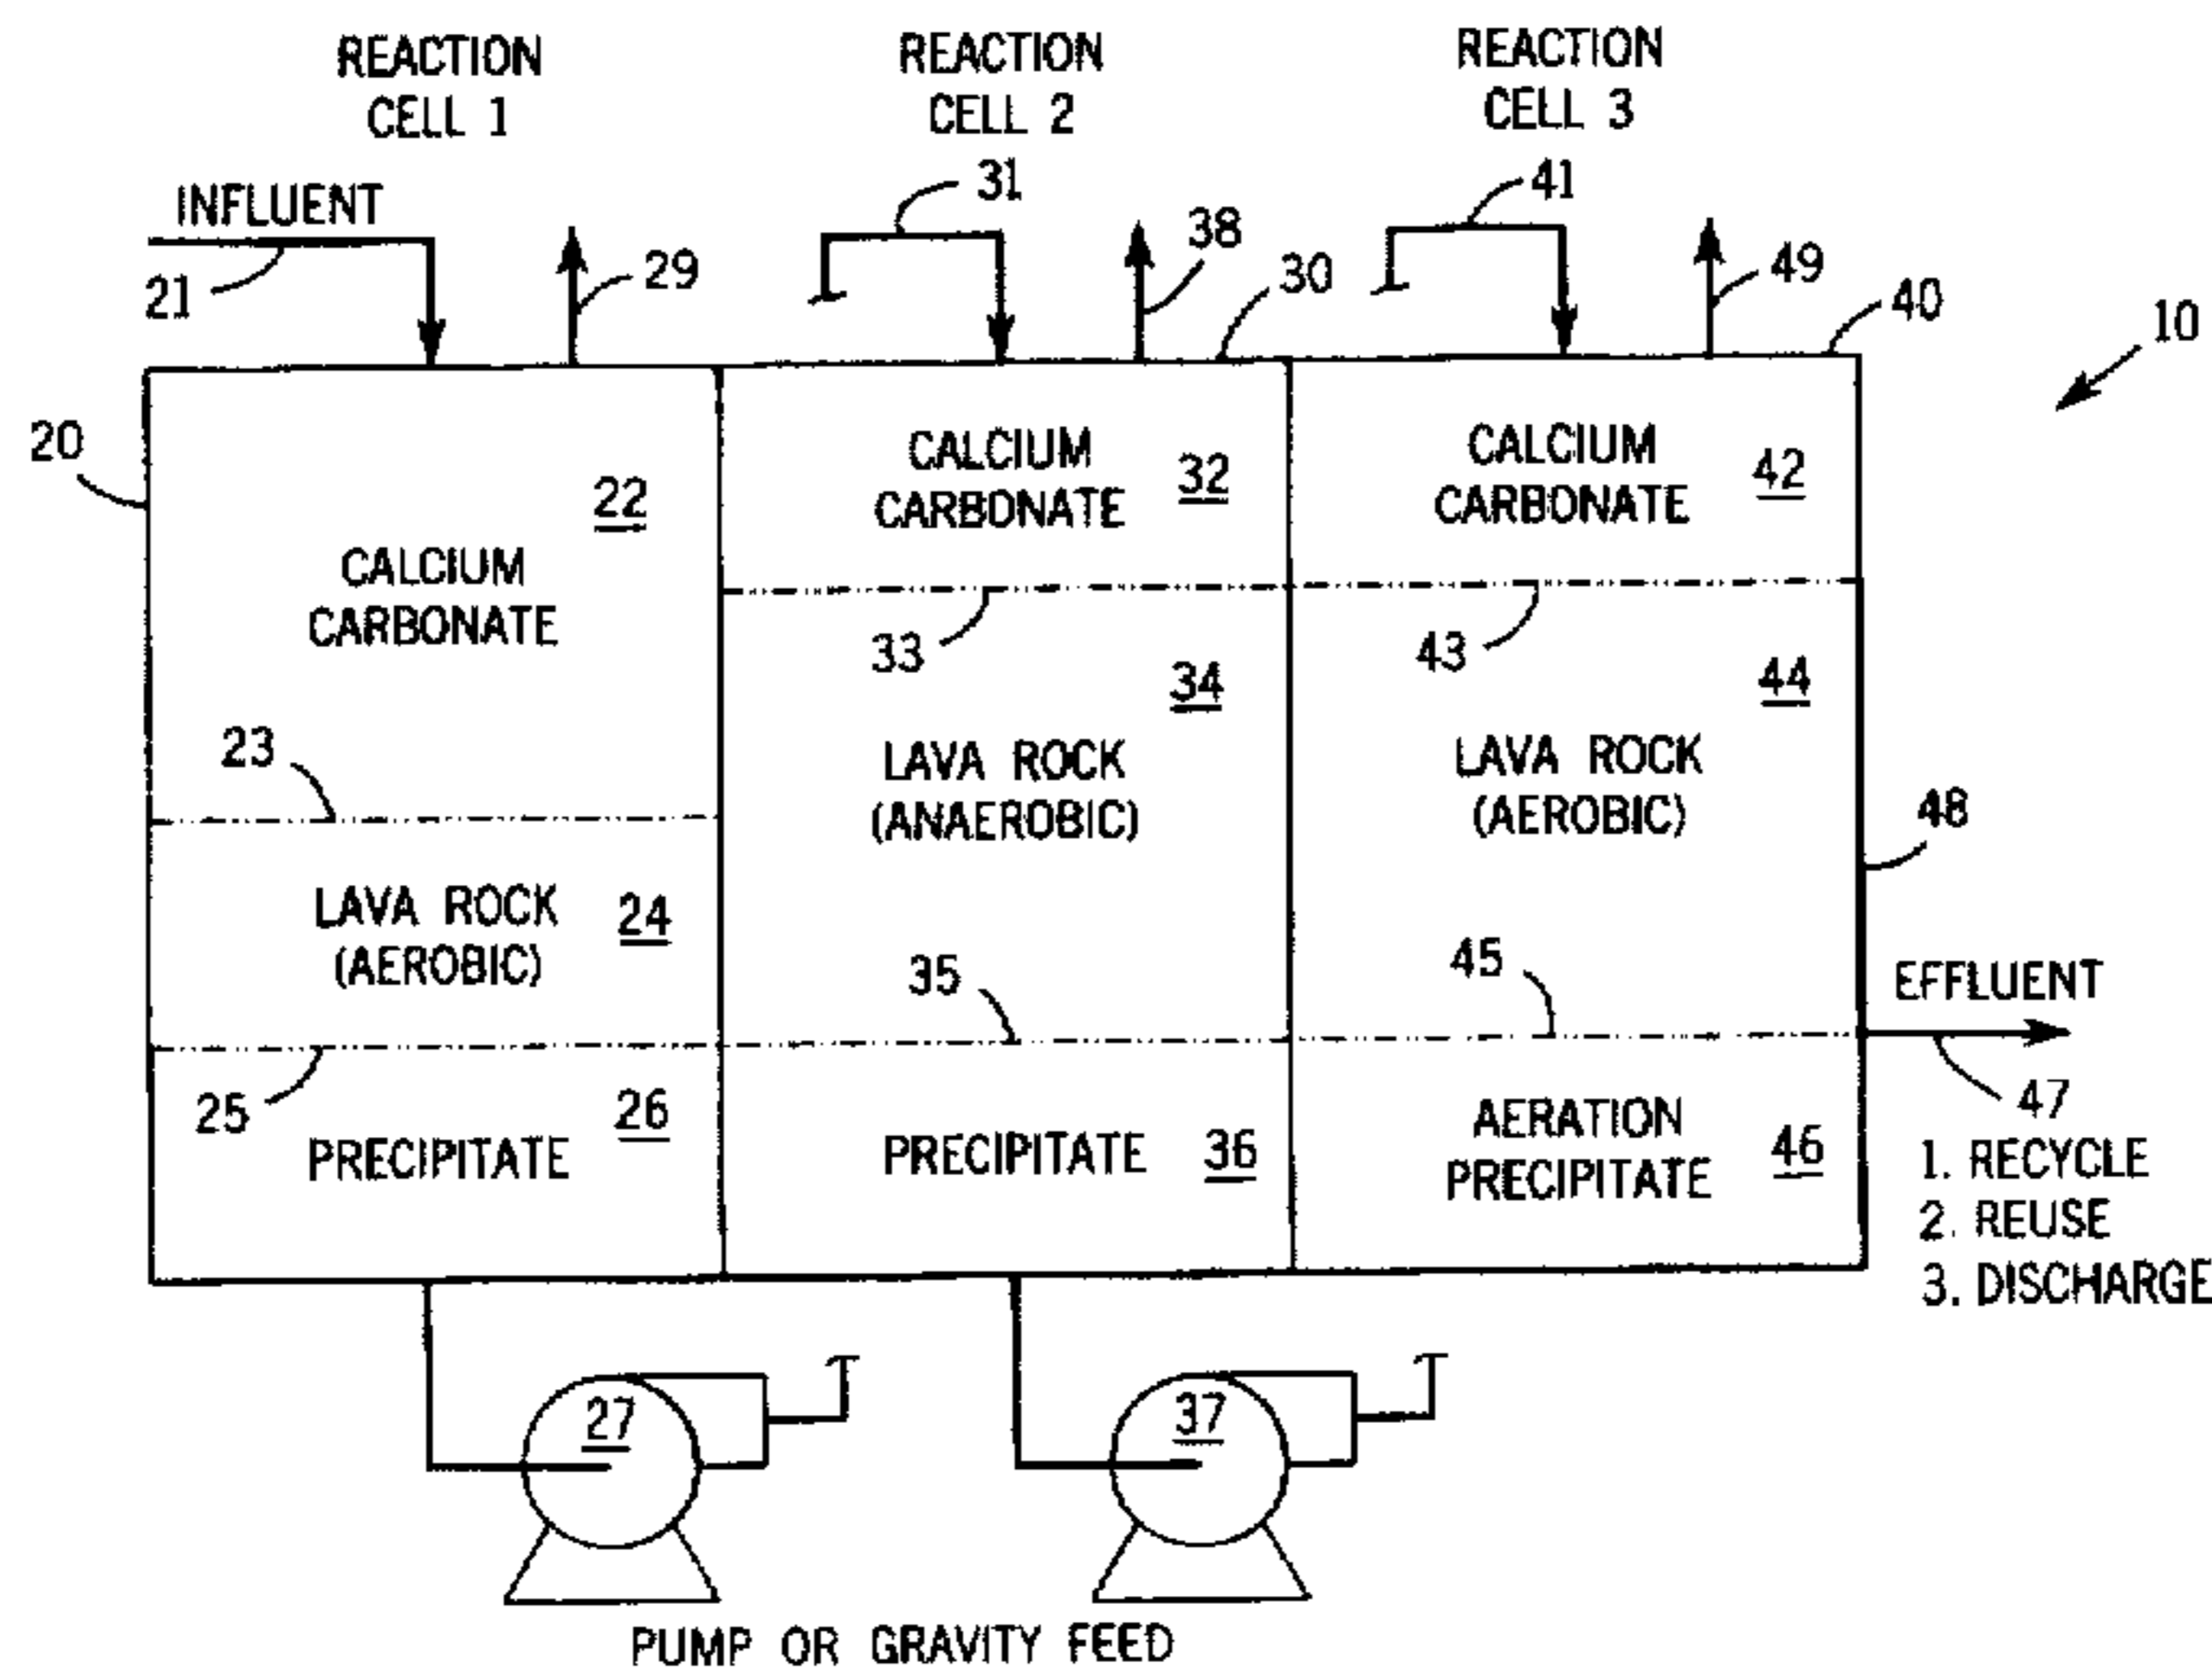 REACTION
CELL 1
REACTION
CELL 2
REACTION
CELL 3
INFLUENT
21
29
31
38
30
41
49
40
10
20
CALCIUM
CARBONATE
22
CALCIUM
CARBONATE
32
CALCIUM
CARBONATE
42
23
33
34
43
44
LAVA ROCK
(AEROBIC)
24
LAVA ROCK
(ANAEROBIC)
LAVA ROCK
(AEROBIC)
48
25
35
45
EFFLUENT
47
PRECIPITATE
26
PRECIPITATE
36
AERATION
PRECIPITATE
46
1. RECYCLE
2. REUSE
3. DISCHARGE
27
37
PUMP OR GRAVITY FEED